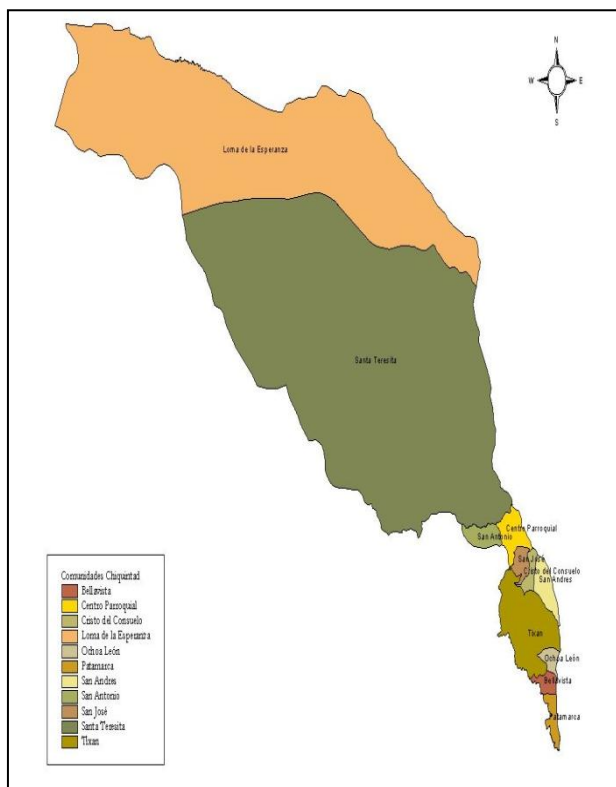 N
W E
S
Loma de la Esperanza
Santa Teresita
Centro Parroquial
San Antonio
San José
Cristo del Consuelo
San Andres
Tixan
Ochoa León
Bellavista
Patamarca
Comunidades Chiquintad
Bellavista
Centro Parroquial
Cristo del Consuelo
Loma de la Esperanza
Ochoa León
Patamarca
San Andres
San Antonio
San José
Santa Teresita
Tixan